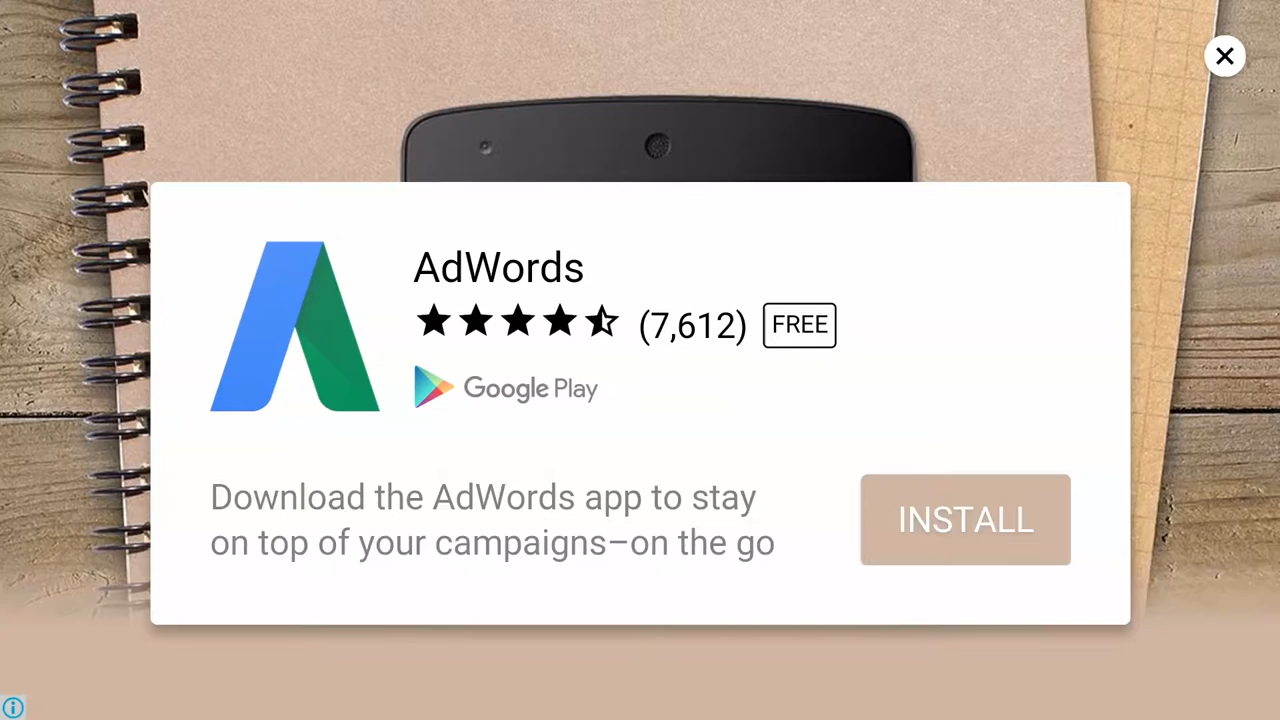 AdWords
(7,612) FREE
Google Play
Download the AdWords app to stay
on top of your campaigns–on the go
INSTALL